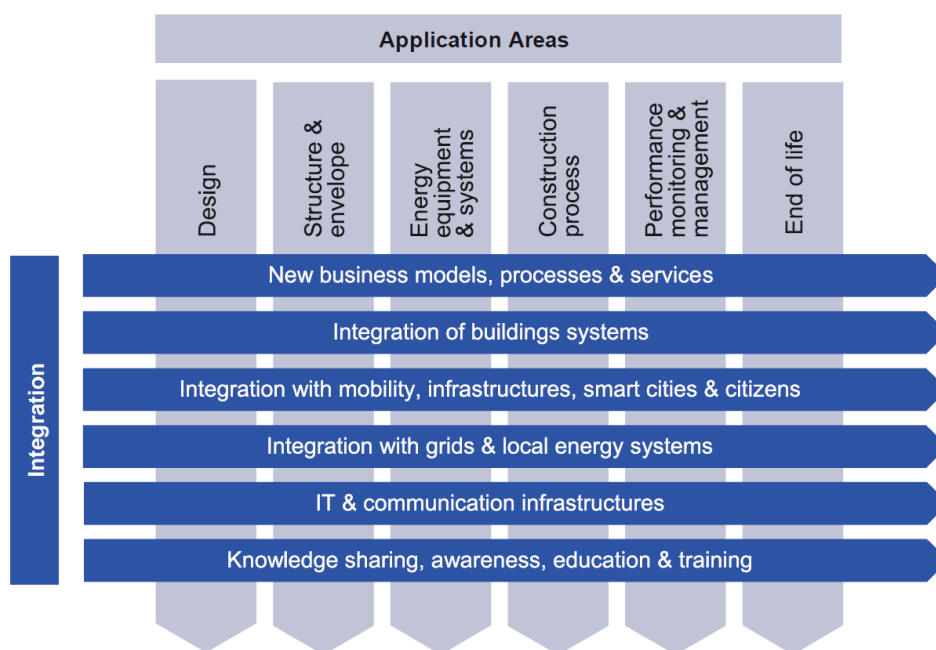 Application Areas
Design
Structure &
envelope
Energy
equipment
& systems
Construction
process
Performance
monitoring &
management
End of life
Integration
New business models, processes & services
Integration of buildings systems
Integration with mobility, infrastructures, smart cities & citizens
Integration with grids & local energy systems
IT & communication infrastructures
Knowledge sharing, awareness, education & training